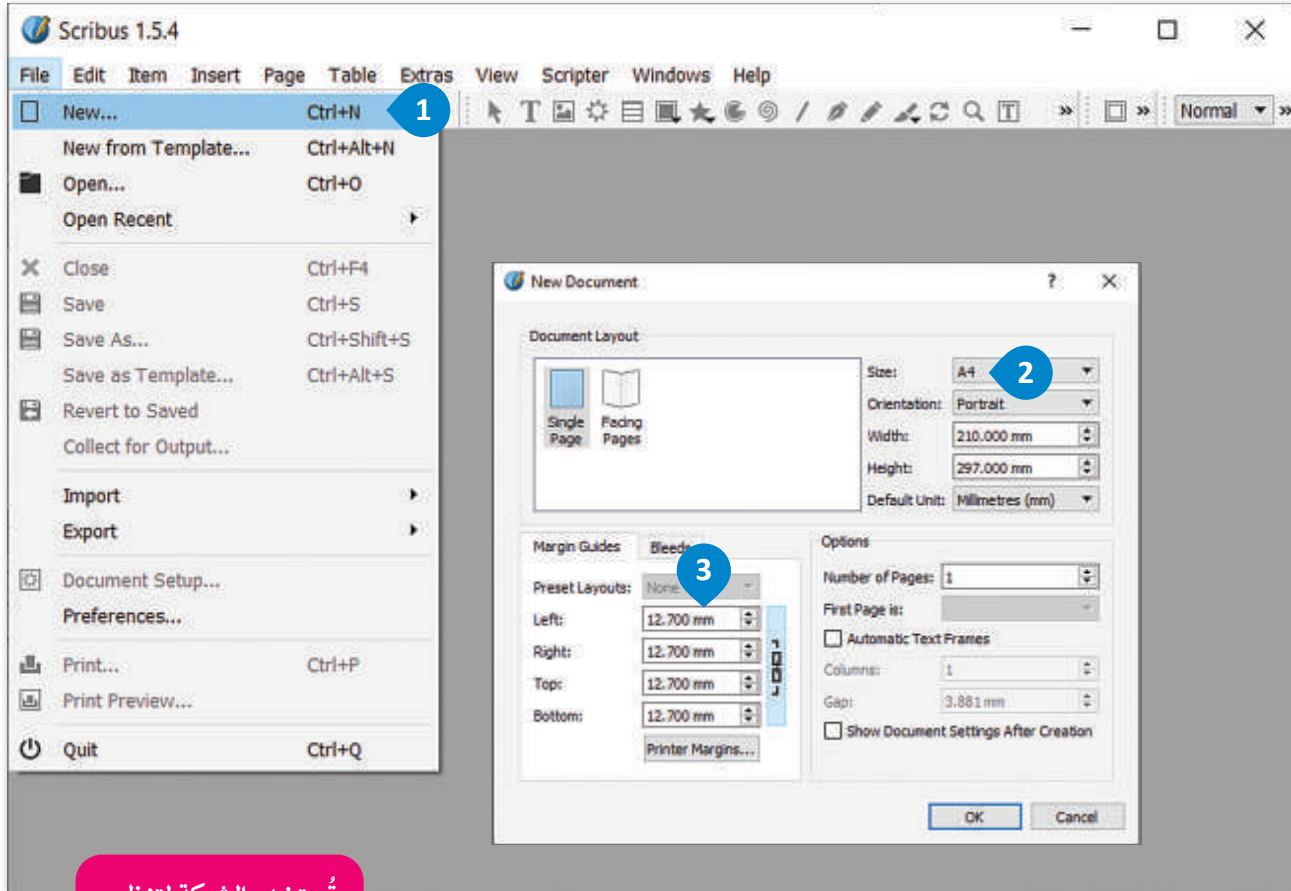 Scribus 1.5.4
File Edit Item Insert Page Table Extras View Scripter Windows Help
New... Ctrl+N 1
Normal
New from Template... Ctrl+Alt+N
Open... Ctrl+O
Open Recent
Close Ctrl+F4
Save Ctrl+S
Save As... Ctrl+Shift+S
Save as Template... Ctrl+Alt+S
Revert to Saved
Collect for Output...
Import
Export
Document Setup...
Preferences...
Print... Ctrl+P
Print Preview...
Quit Ctrl+Q
New Document
Document Layout
Single Page
Facing Pages
Size: A4 2
Orientation: Portrait
Width: 210.000 mm
Height: 297.000 mm
Default Unit: Millimetres (mm)
Margin Guides
3
Preset Layouts: None
Left: 12.700 mm
Right: 12.700 mm
Top: 12.700 mm
Bottom: 12.700 mm
Printer Margins...
Options
Number of Pages: 1
First Page is:
Automatic Text Frames
Columns: 1
Gap: 3.881 mm
Show Document Settings After Creation
OK Cancel